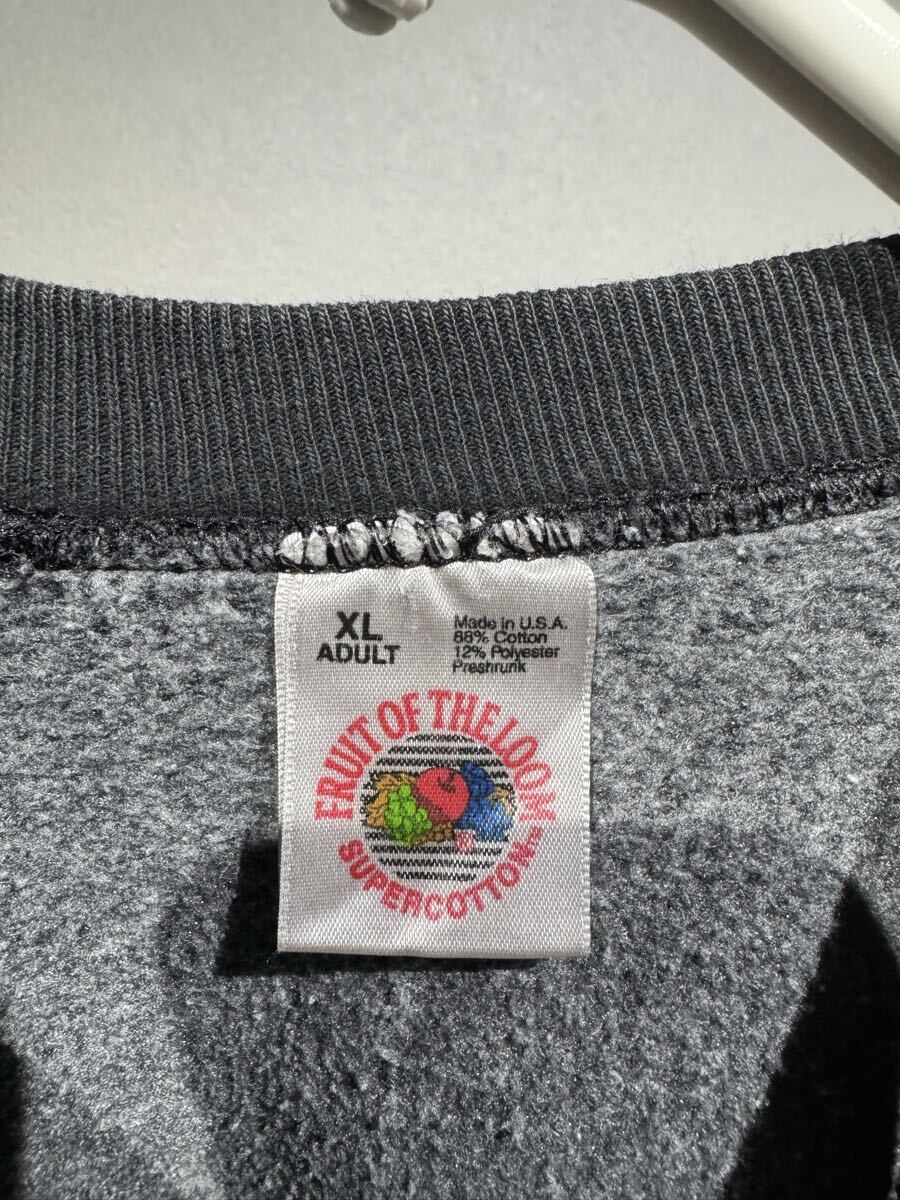 XL
ADULT
Made in U.S.A.
88% Cotton
12% Polyester
Preshrunk
FRUIT OF THE LOOM
SUPERCOTTON